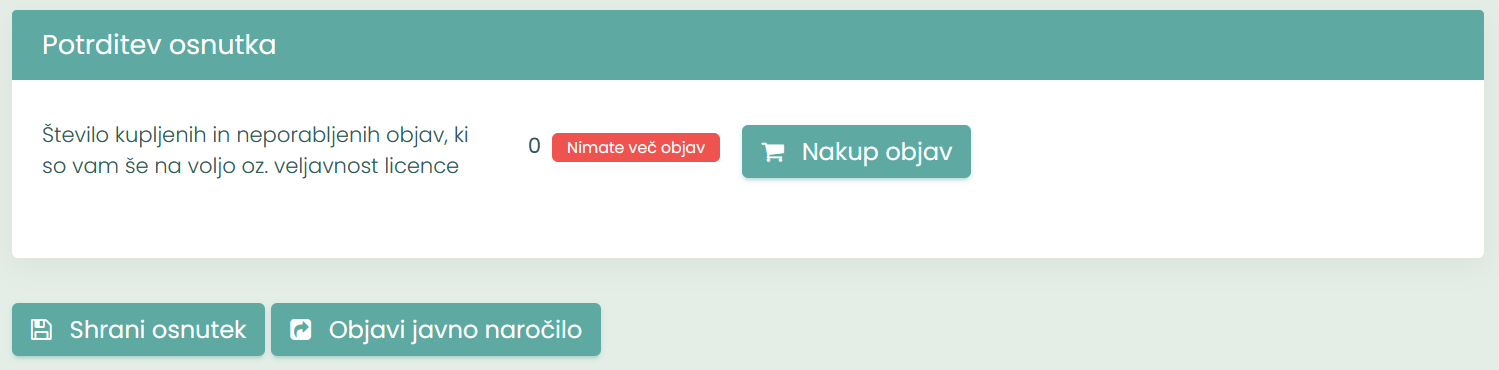 Potrditev osnutka
Število kupljenih in neporabljenih objav, ki
so vam še na voljo oz. veljavnost licence
0 Nimate več objav Nakup objav
Shrani osnutek Objavi javno naročilo